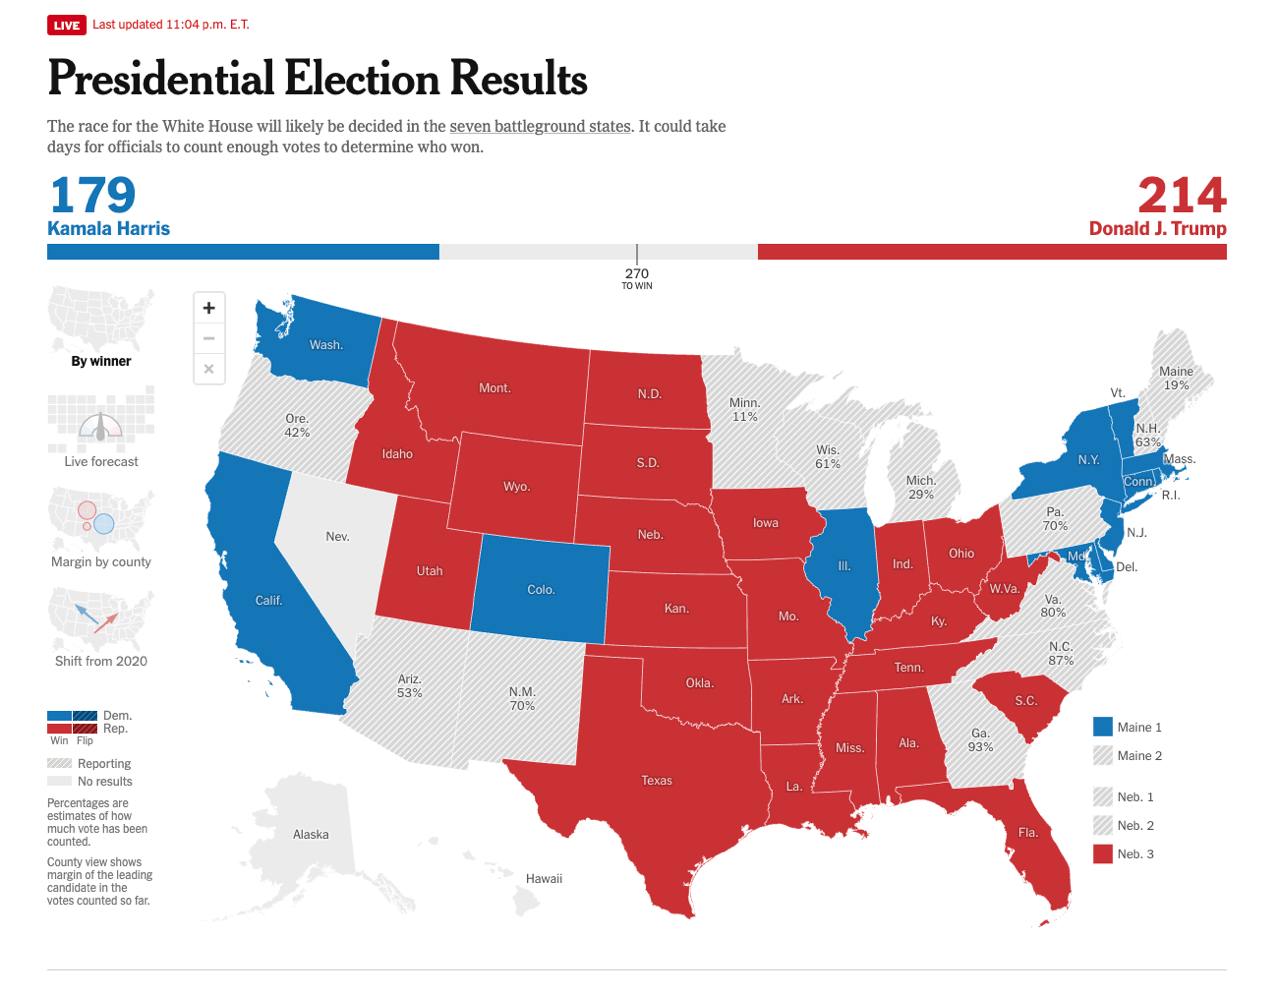 LIVE Last updated 11:04 p.m. E.T.
Presidential Election Results
The race for the White House will likely be decided in the seven battleground states. It could take
days for officials to count enough votes to determine who won.
179
Kamala Harris
214
Donald J. Trump
270
TO WIN
By winner
Live forecast
Margin by county
Shift from 2020
Dem.
Rep.
Win Flip
Reporting
No results
Percentages are
estimates of how
much vote has been
counted.
County view shows
margin of the leading
candidate in the
votes counted so far.
+
−
×
Wash.
Ore.
42%
Calif.
Nev.
Idaho
Mont.
Wyo.
Utah
Colo.
Ariz.
53%
N.M.
70%
N.D.
S.D.
Neb.
Kan.
Okla.
Texas
Minn.
11%
Iowa
Mo.
Ark.
La.
Wis.
61%
Ill.
Mich.
29%
Ind.
Ohio
Ky.
Tenn.
Miss.
Ala.
Ga.
93%
Fla.
S.C.
N.C.
87%
Va.
80%
W.Va.
Pa.
70%
N.Y.
Vt.
N.H.
63%
Maine
19%
Mass.
Conn.
R.I.
N.J.
Del.
Md.
Alaska
Hawaii
Maine 1
Maine 2
Neb. 1
Neb. 2
Neb. 3